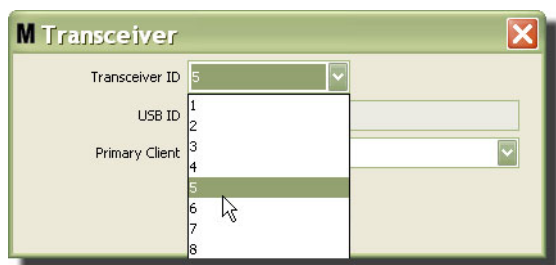 M Transceiver
Transceiver ID 5
1
USB ID
2
Primary Client 3
4
5
6
7
8